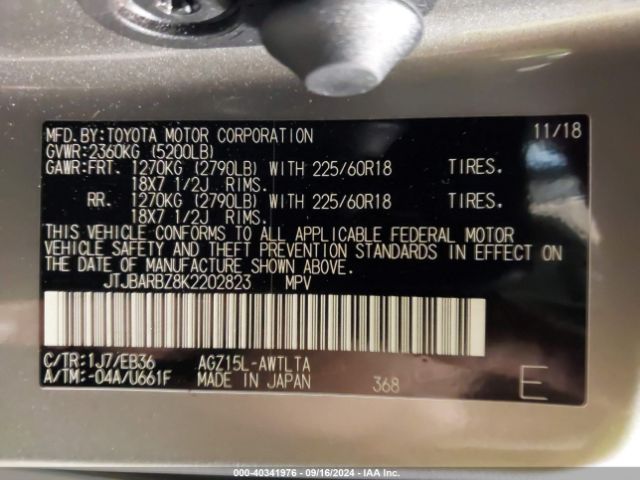 MFD.BY:TOYOTA MOTOR CORPORATION 11/18
GVWR:2360KG (5200LB)
GAWR:FRT. 1270KG (2790LB) WITH 225/60R18 TIRES.
18X7 1/2J RIMS.
RR. 1270KG (2790LB) WITH 225/60R18 TIRES.
18X7 1/2J RIMS.
THIS VEHICLE CONFORMS TO ALL APPLICABLE FEDERAL MOTOR
VEHICLE SAFETY AND THEFT PREVENTION STANDARDS IN EFFECT ON
THE DATE OF MANUFACTURE SHOWN ABOVE.
JTJBARBZ8K2202823 MPV
C/TR:1J7/EB36 AGZ15L-AWTLTA
A/TM:-04A/U661F MADE IN JAPAN 368 E
000-40341976 - 09/16/2024 - IAA Inc.